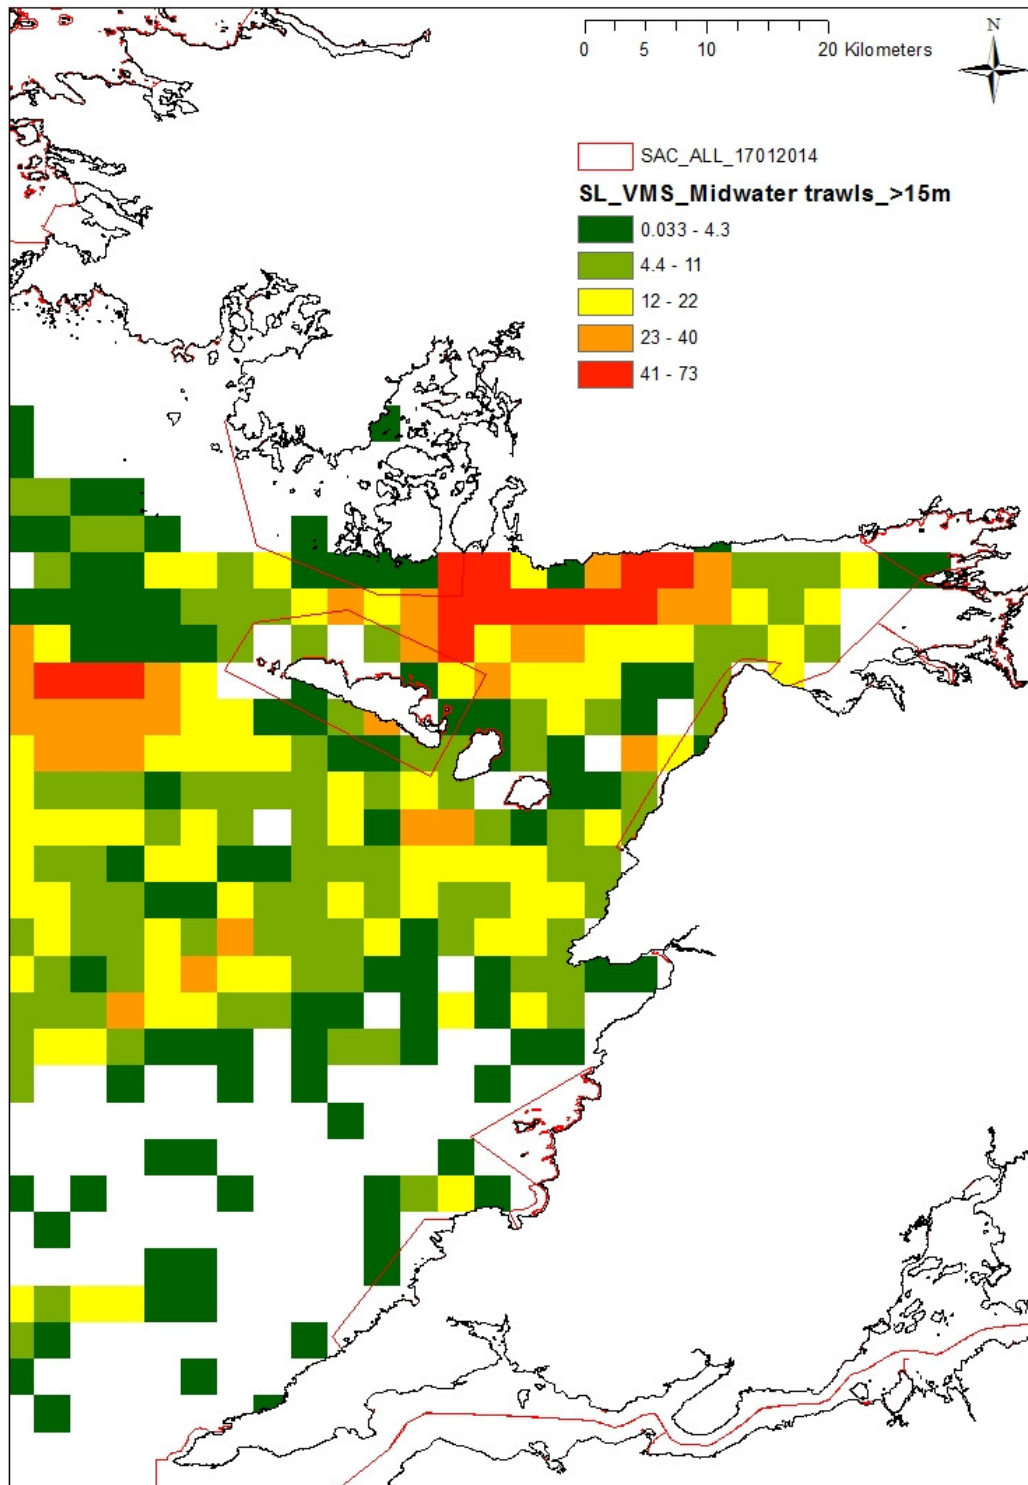 N
0 5 10 20 Kilometers
SAC_ALL_17012014
SL_VMS_Midwater trawls_>15m
0.033 - 4.3
4.4 - 11
12 - 22
23 - 40
41 - 73